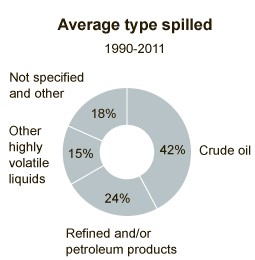 Average type spilled
1990-2011
Not specified
and other
18%
Other
highly
volatile
liquids
15%
42%
Crude oil
24%
Refined and/or
petroleum products